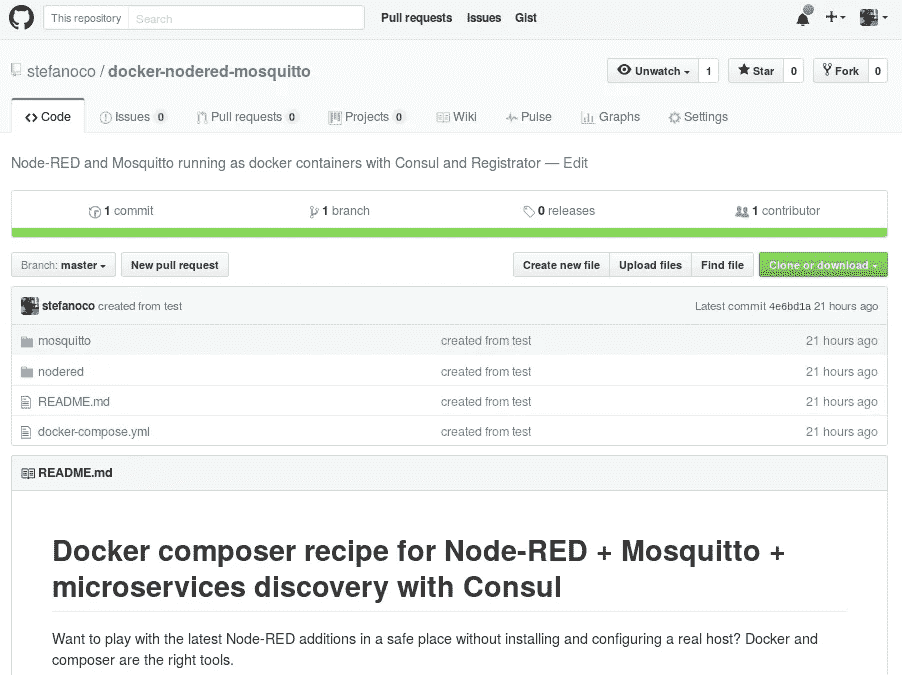 This repository Search Pull requests Issues Gist
stefanoco / docker-nodered-mosquitto Unwatch 1 Star 0 Fork 0
Code Issues 0 Pull requests 0 Projects 0 Wiki Pulse Graphs Settings
Node-RED and Mosquitto running as docker containers with Consul and Registrator — Edit
1 commit 1 branch 0 releases 1 contributor
Branch: master New pull request Create new file Upload files Find file Clone or download
stefanoco created from test Latest commit 4e6bd1a 21 hours ago
mosquitto created from test 21 hours ago
nodered created from test 21 hours ago
README.md created from test 21 hours ago
docker-compose.yml created from test 21 hours ago
README.md
Docker composer recipe for Node-RED + Mosquitto +
microservices discovery with Consul
Want to play with the latest Node-RED additions in a safe place without installing and configuring a real host? Docker and
composer are the right tools.